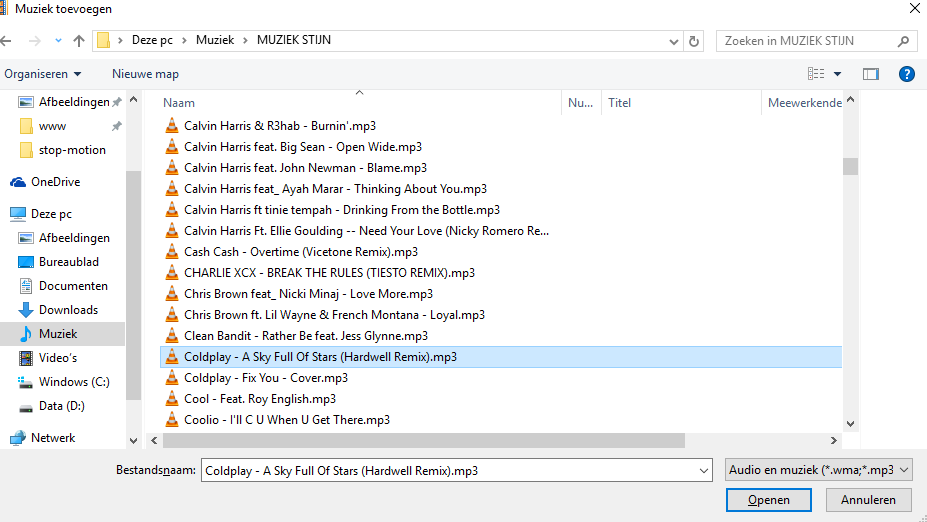 Muziek toevoegen
Deze pc > Muziek > MUZIEK STIJN
Zoeken in MUZIEK STIJN
Organiseren
Nieuwe map
?
Afbeeldingen
www
stop-motion
OneDrive
Deze pc
Afbeeldingen
Bureaublad
Documenten
Downloads
Muziek
Video's
Windows (C:)
Data (D:)
Netwerk
Naam
Nu...
Titel
Meewerkende
Calvin Harris & R3hab - Burnin'.mp3
Calvin Harris feat. Big Sean - Open Wide.mp3
Calvin Harris feat. John Newman - Blame.mp3
Calvin Harris feat_ Ayah Marar - Thinking About You.mp3
Calvin Harris ft tinie tempah - Drinking From the Bottle.mp3
Calvin Harris Ft. Ellie Goulding -- Need Your Love (Nicky Romero Re...
Cash Cash - Overtime (Vicetone Remix).mp3
CHARLIE XCX - BREAK THE RULES (TIESTO REMIX).mp3
Chris Brown feat_ Nicki Minaj - Love More.mp3
Chris Brown ft. Lil Wayne & French Montana - Loyal.mp3
Clean Bandit - Rather Be feat. Jess Glynne.mp3
Coldplay - A Sky Full Of Stars (Hardwell Remix).mp3
Coldplay - Fix You - Cover.mp3
Cool - Feat. Roy English.mp3
Coolio - I'll C U When U Get There.mp3
Bestandsnaam:
Coldplay - A Sky Full Of Stars (Hardwell Remix).mp3
Audio en muziek (*.wma;*.mp3
Openen
Annuleren